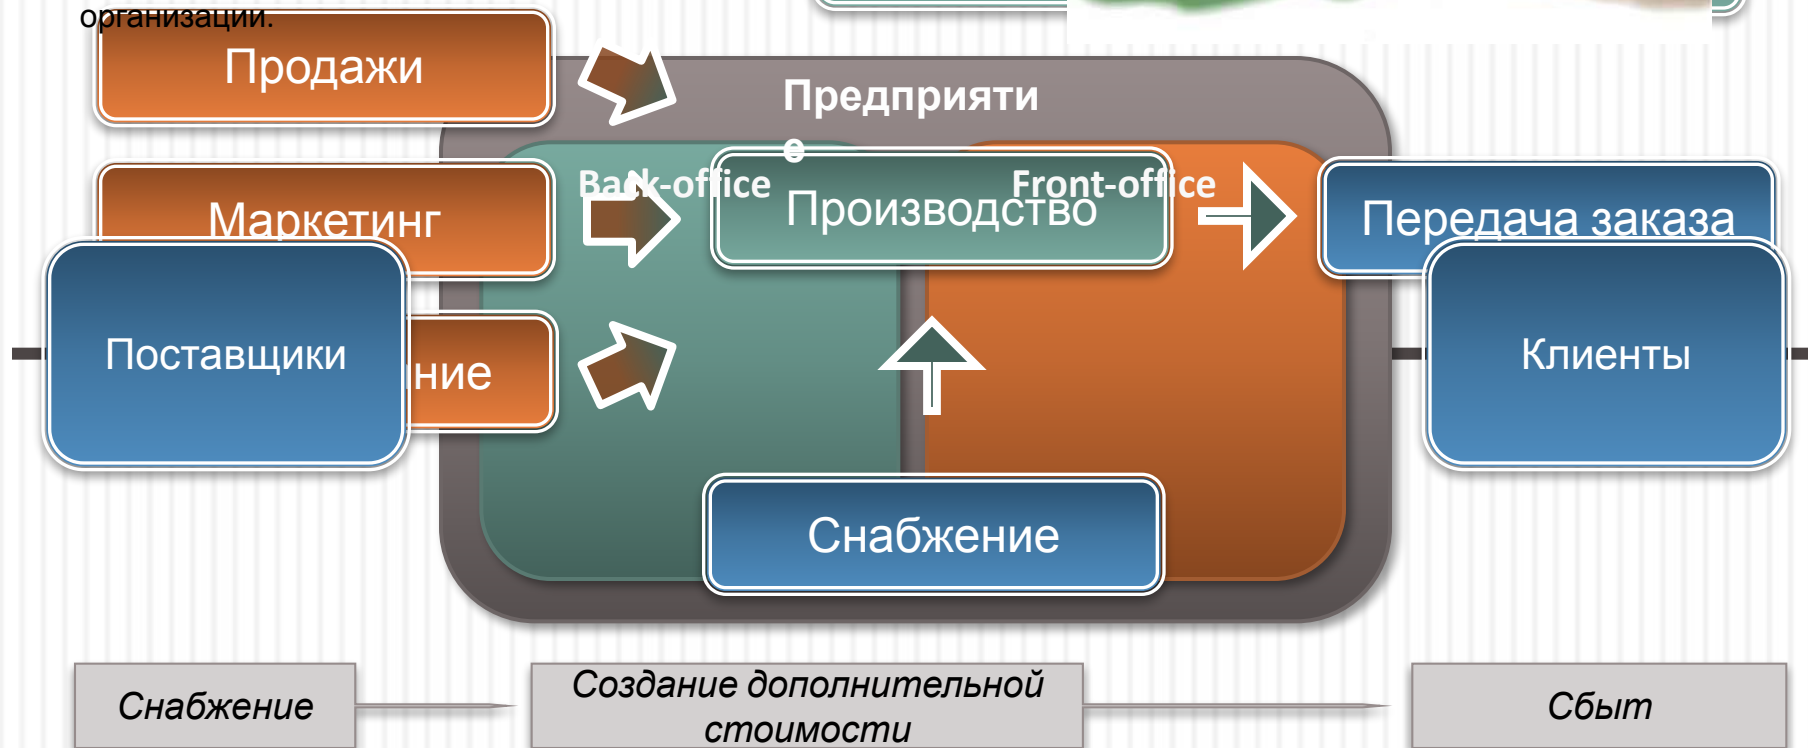 организации.
Продажи
Предприяти
е
Back-office
Front-office
Маркетинг
Производство
Передача заказа
Поставщики
ние
Клиенты
Снабжение
Снабжение
Создание дополнительной
стоимости
Сбыт